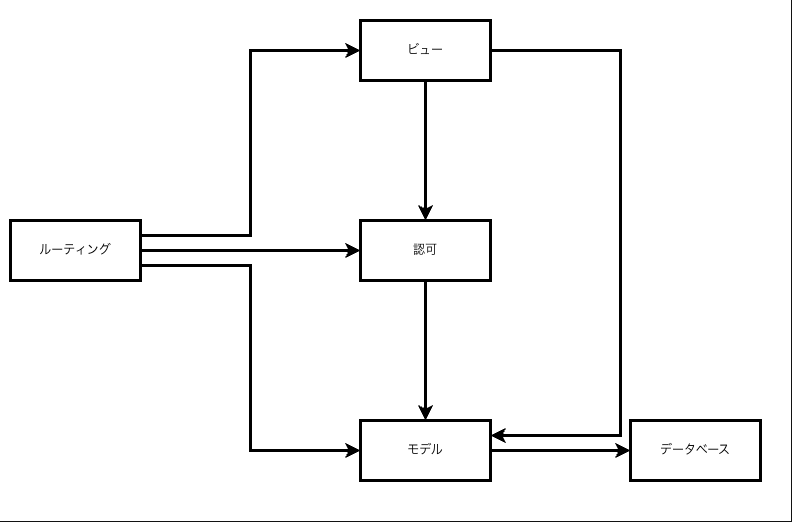 ビュー
ルーティング
認可
モデル
データベース